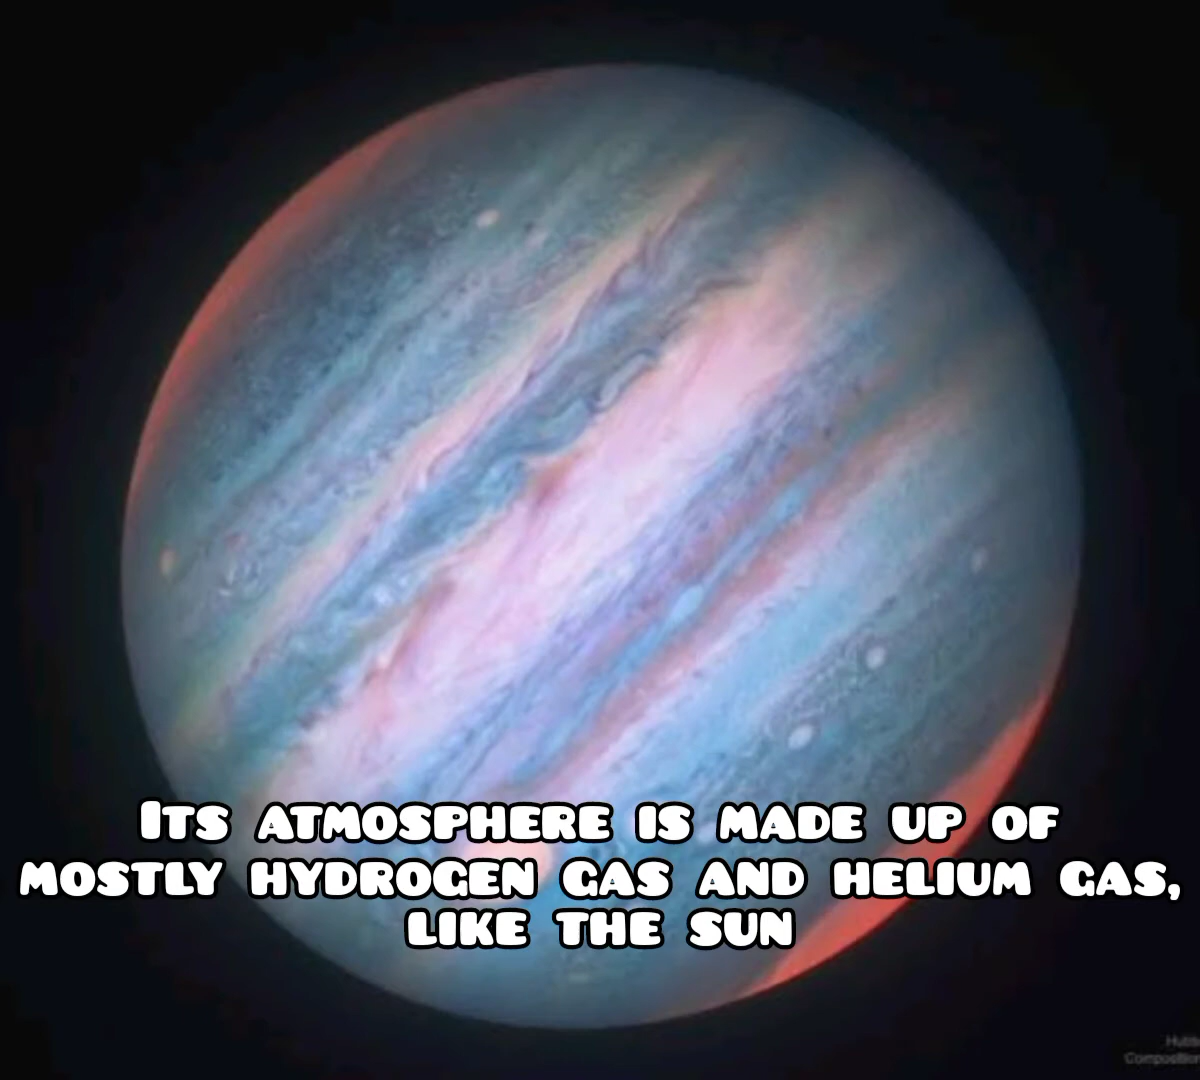 Its atmosphere is made up of
mostly hydrogen gas and helium gas,
like the sun